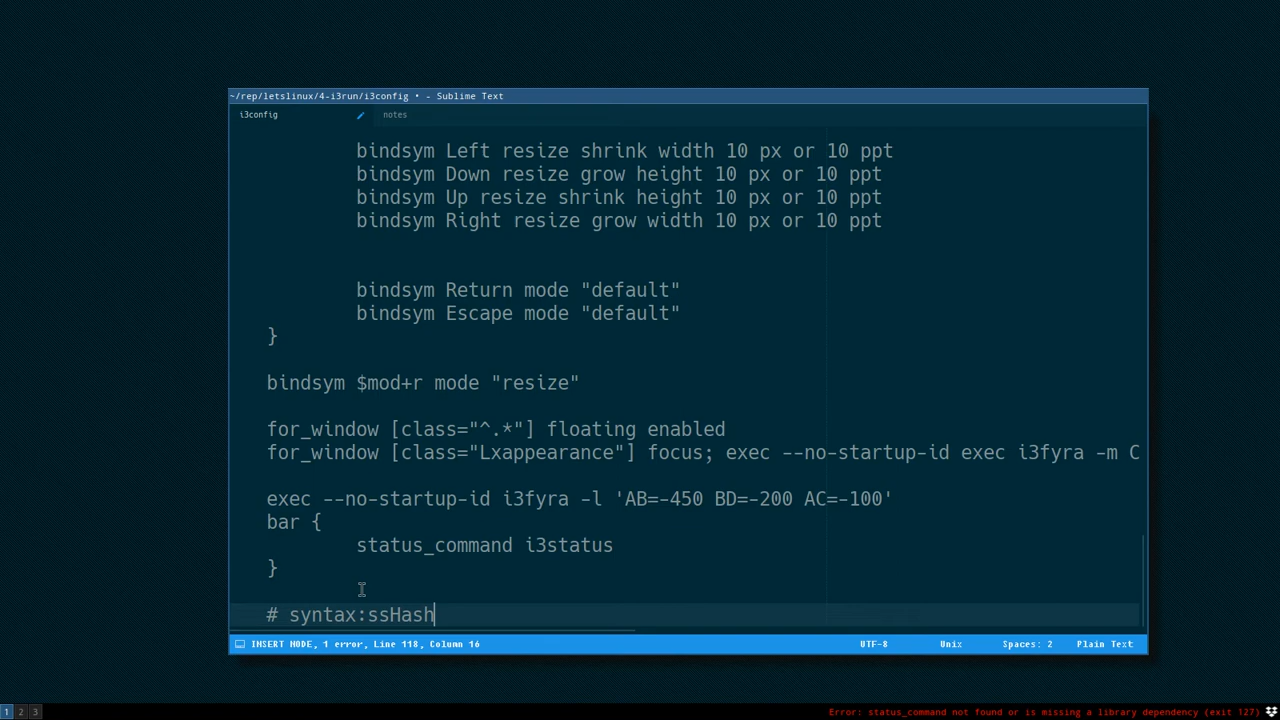 ~/rep/letslinux/4-i3run/i3config • - Sublime Text
i3config notes
bindsym Left resize shrink width 10 px or 10 ppt
bindsym Down resize grow height 10 px or 10 ppt
bindsym Up resize shrink height 10 px or 10 ppt
bindsym Right resize grow width 10 px or 10 ppt
bindsym Return mode "default"
bindsym Escape mode "default"
}
bindsym $mod+r mode "resize"
for_window [class="^.*"] floating enabled
for_window [class="Lxappearance"] focus; exec --no-startup-id exec i3fyra -m C
exec --no-startup-id i3fyra -l 'AB=-450 BD=-200 AC=-100'
bar {
status_command i3status
}
# syntax:ssHash
INSERT MODE, 1 error, Line 118, Column 16 UTF-8 Unix Spaces: 2 Plain Text
1 2 3 Error: status_command not found or is missing a library dependency (exit 127)